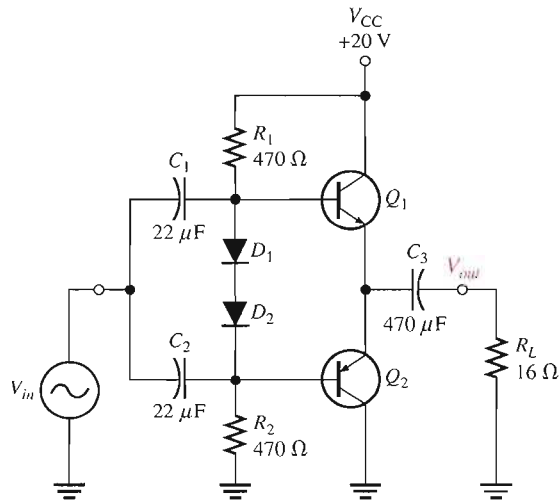 V_CC
+20 V
R_1
470 Ω
C_1
22 μF
Q_1
D_1
C_3
V_out
D_2
470 μF
C_2
22 μF
Q_2
R_L
16 Ω
V_in
R_2
470 Ω